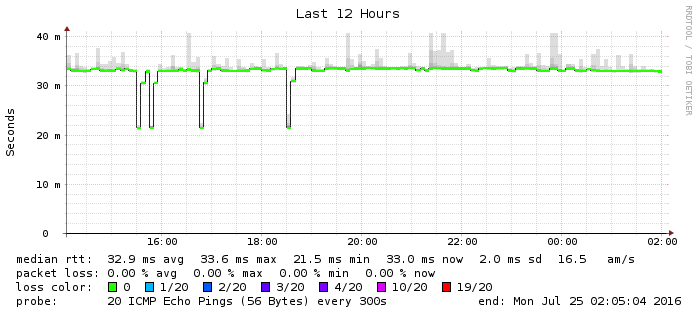 Last 12 Hours
RRDTOOL / TOBI OETIKER
Seconds
40 m
30 m
20 m
10 m
0
16:00 18:00 20:00 22:00 00:00 02:00
median rtt: 32.9 ms avg 33.6 ms max 21.5 ms min 33.0 ms now 2.0 ms sd 16.5 am/s
packet loss: 0.00 % avg 0.00 % max 0.00 % min 0.00 % now
loss color: 0 1/20 2/20 3/20 4/20 10/20 19/20
probe: 20 ICMP Echo Pings (56 Bytes) every 300s end: Mon Jul 25 02:05:04 2016